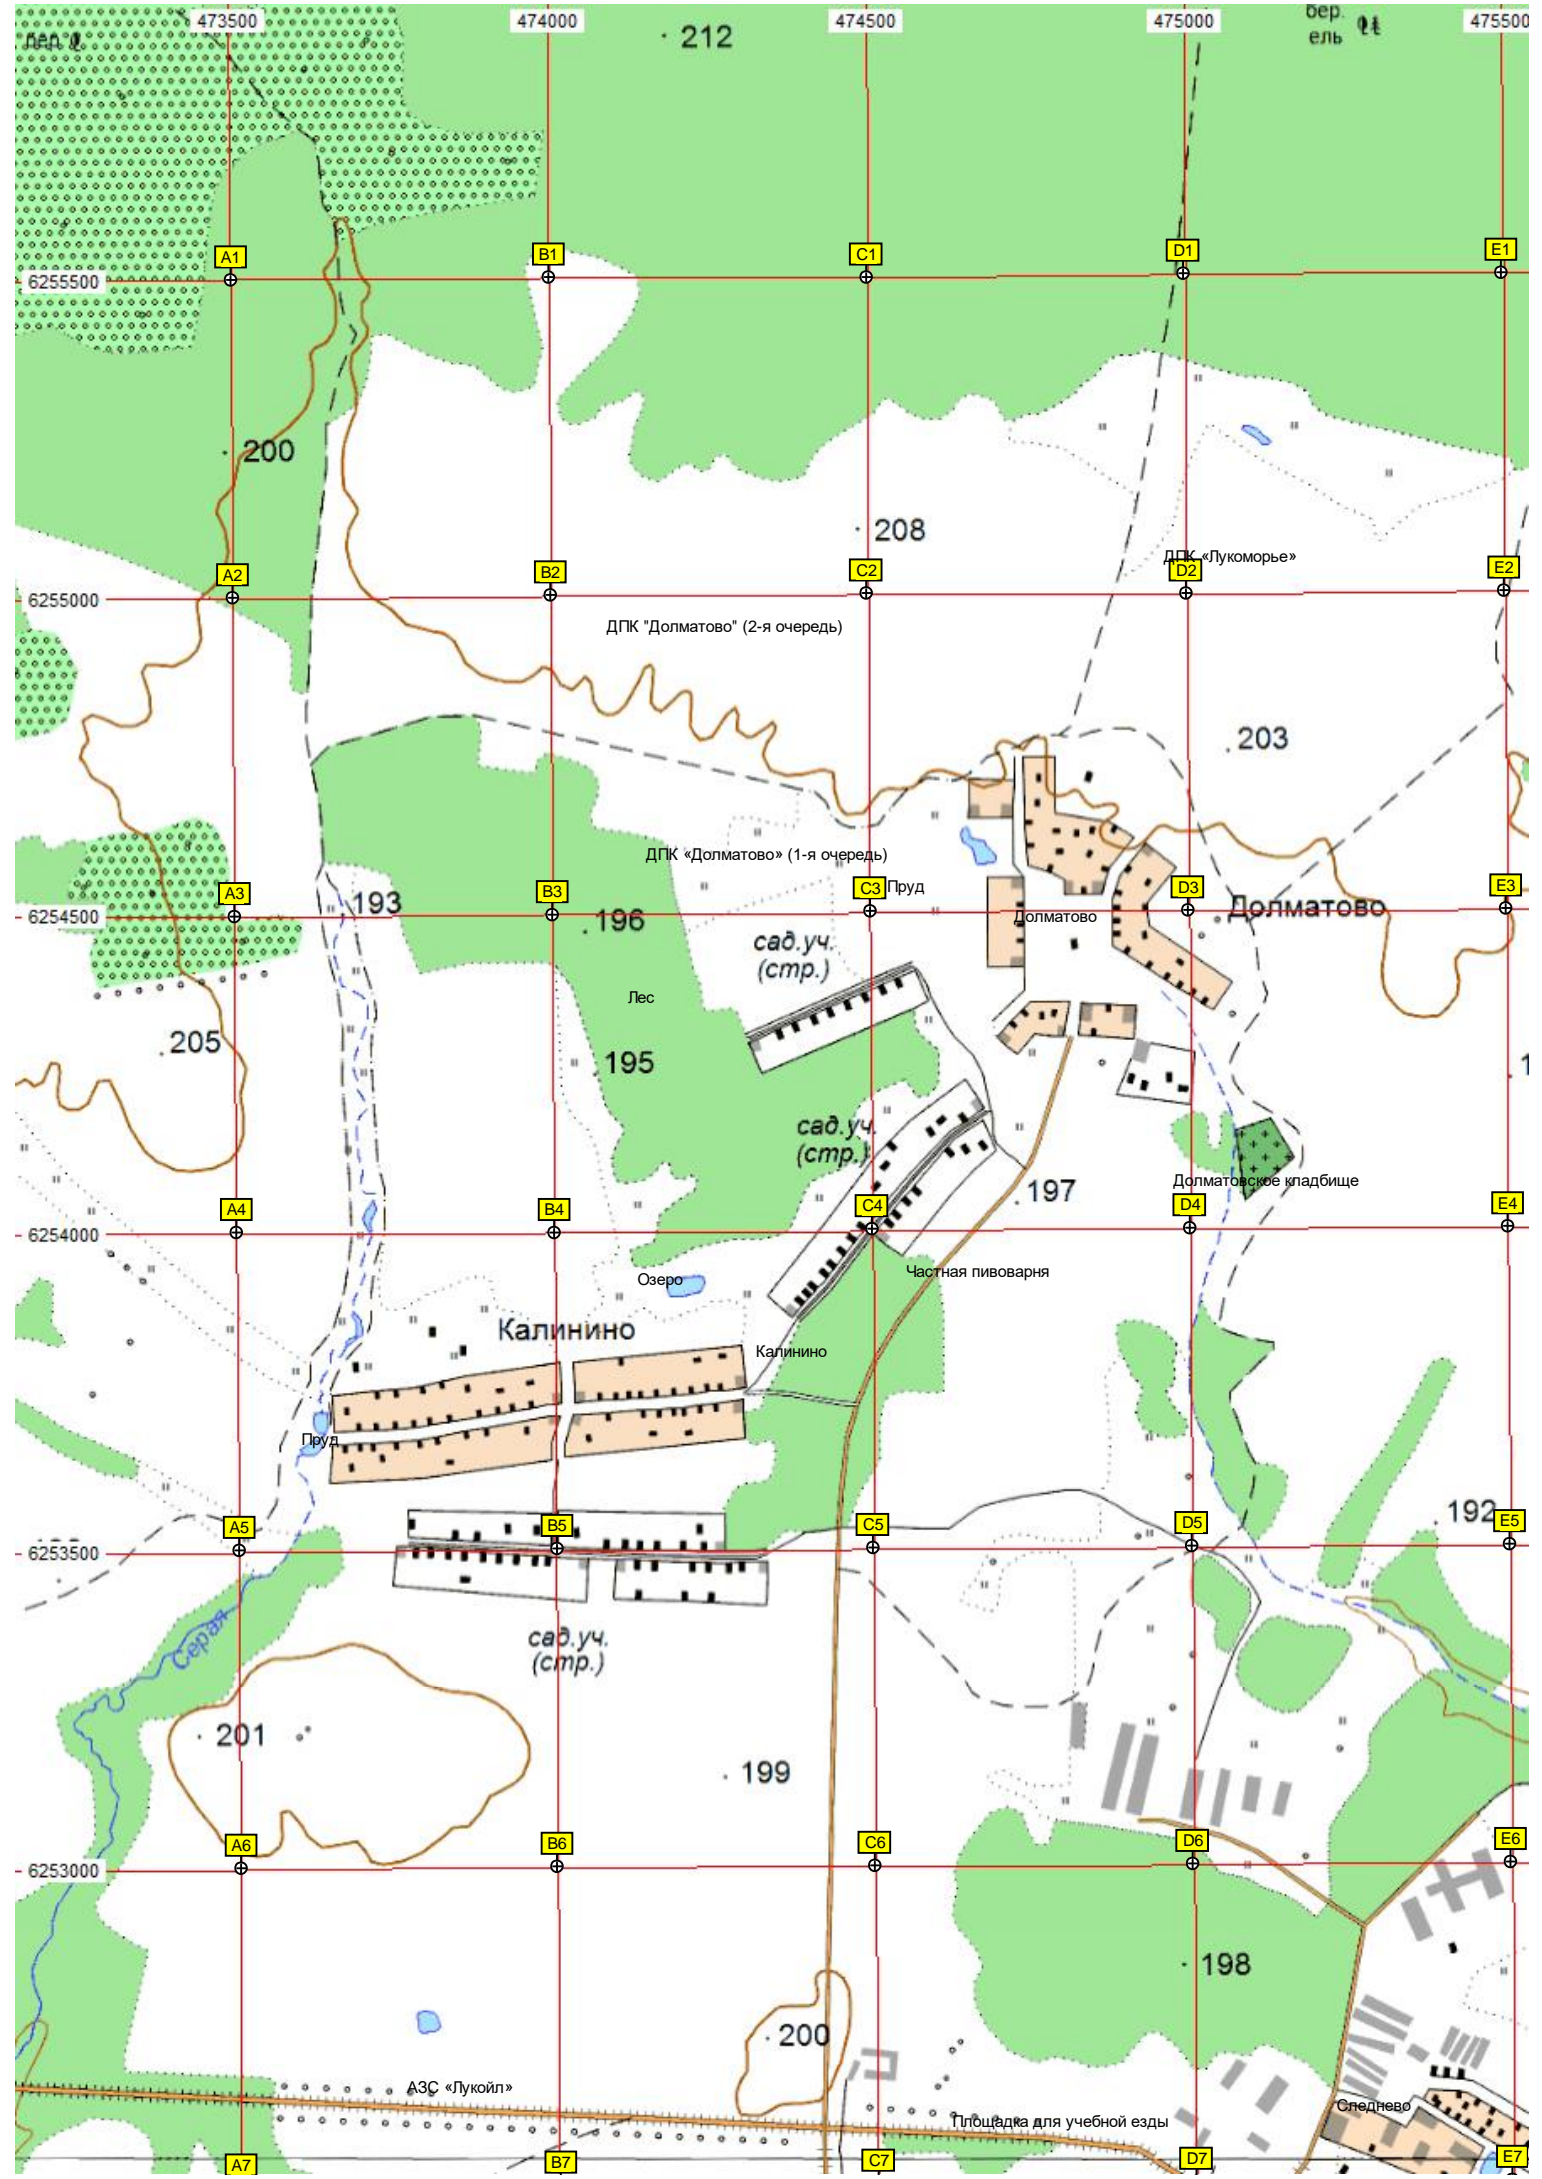 473500
474000
474500
475000
475500
бер.
ель
212
A1
B1
C1
D1
E1
6255500
200
208
ДПК «Лукоморье»
A2
B2
C2
D2
E2
6255000
ДПК "Долматово" (2-я очередь)
203
ДПК «Долматово» (1-я очередь)
A3
B3
C3
Пруд
D3
E3
6254500
193
196
Долматово
Долматово
сад.уч.
(стр.)
Лес
205
195
1
сад.уч.
(стр.)
197
Долматовское кладбище
A4
B4
C4
D4
E4
6254000
Озеро
Частная пивоварня
Калинино
Калинино
Пруд
192
A5
B5
C5
D5
E5
6253500
Серая
сад.уч.
(стр.)
201
199
A6
B6
C6
D6
E6
6253000
198
200
АЗС «Лукойл»
Площадка для учебной езды
Следнево
A7
B7
C7
D7
E7